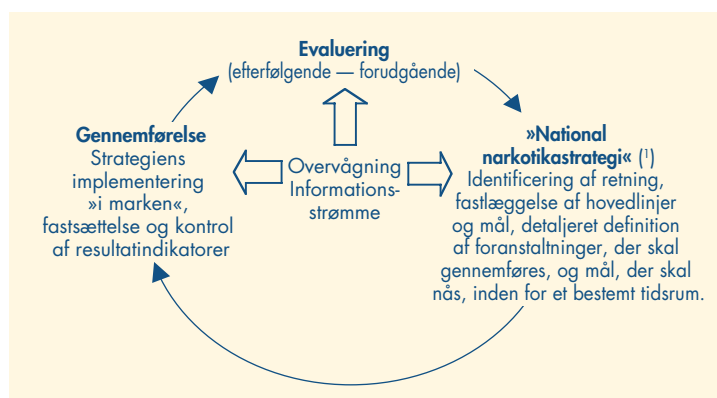 Evaluering
(efterfølgende — forudgående)
Gennemførelse
Strategiens
implementering
»i marken«,
fastsættelse og kontrol
af resultatindikatorer
Overvågning
Informations-
strømme
»National
narkotikastrategi« (¹)
Identificering af retning,
fastlæggelse af hovedlinjer
og mål, detaljeret definition
af foranstaltninger, der skal
gennemføres, og mål, der skal
nås, inden for et bestemt tidsrum.